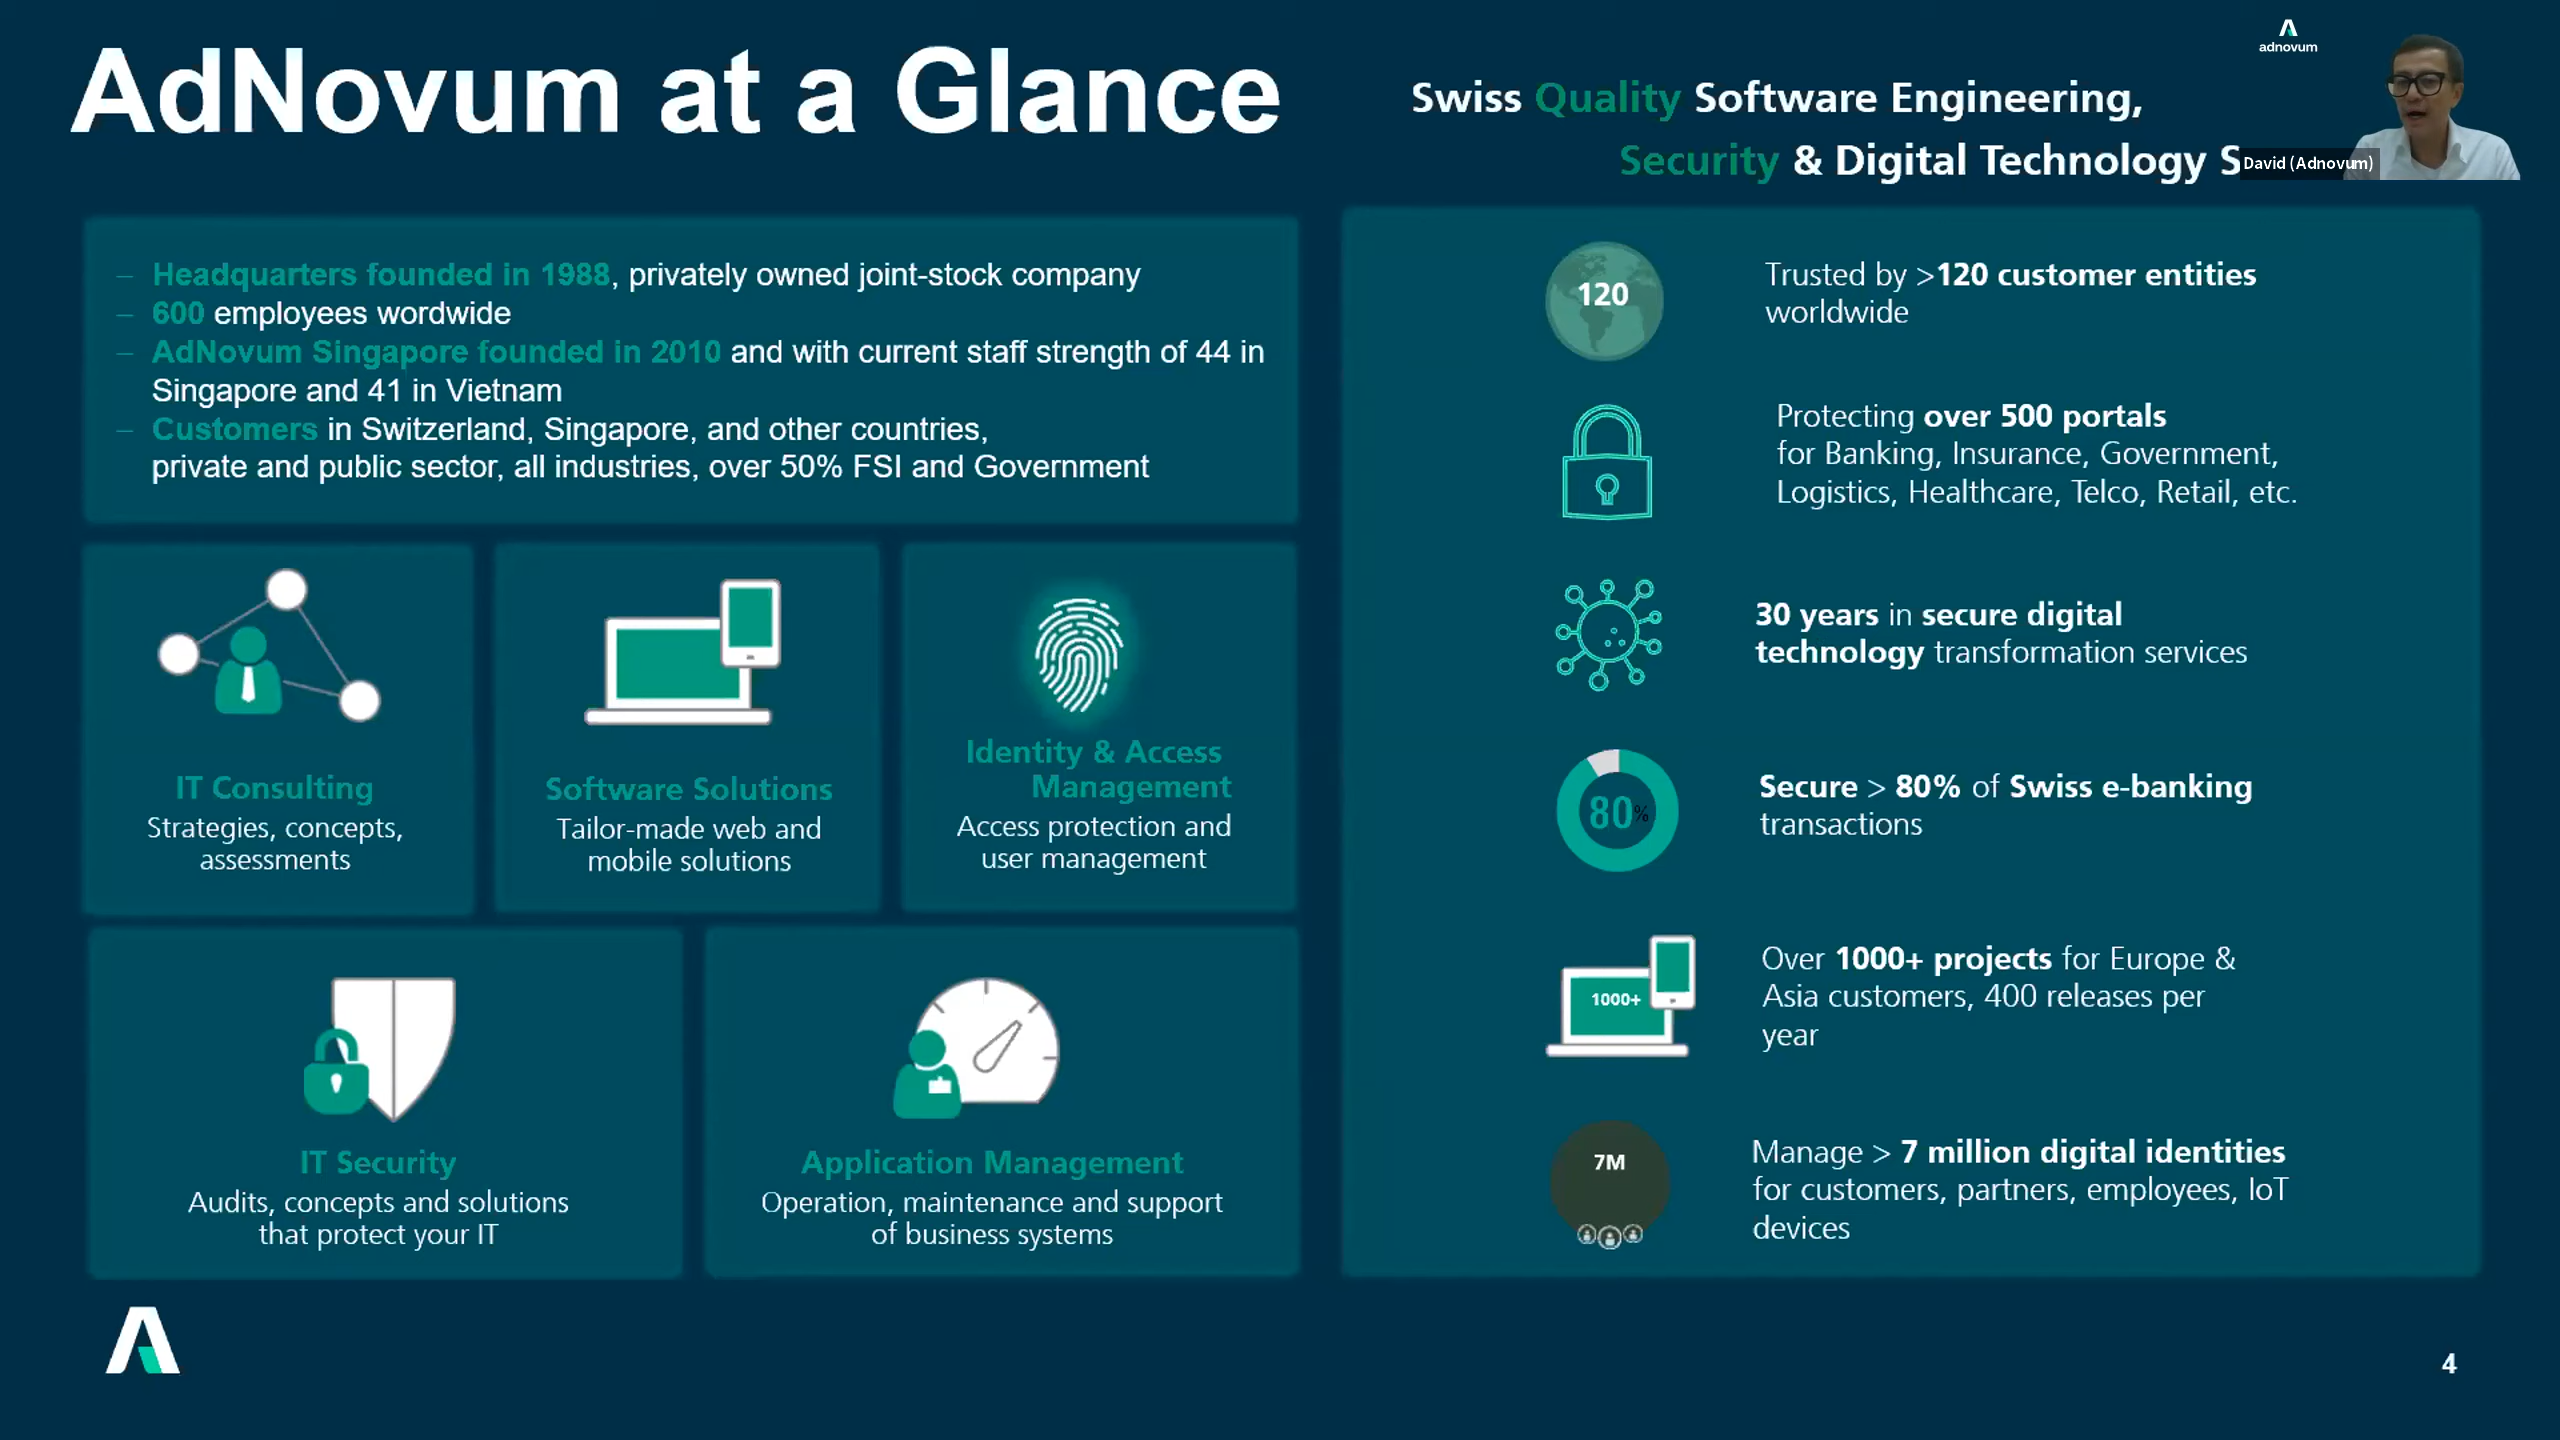 AdNovum at a Glance
adnovum
Swiss Quality Software Engineering,
Security & Digital Technology S
David (Adnovum)
– Headquarters founded in 1988, privately owned joint-stock company
– 600 employees wordwide
– AdNovum Singapore founded in 2010 and with current staff strength of 44 in
Singapore and 41 in Vietnam
– Customers in Switzerland, Singapore, and other countries,
private and public sector, all industries, over 50% FSI and Government
IT Consulting
Strategies, concepts,
assessments
Software Solutions
Tailor-made web and
mobile solutions
Identity & Access
Management
Access protection and
user management
IT Security
Audits, concepts and solutions
that protect your IT
Application Management
Operation, maintenance and support
of business systems
120
Trusted by >120 customer entities
worldwide
Protecting over 500 portals
for Banking, Insurance, Government,
Logistics, Healthcare, Telco, Retail, etc.
30 years in secure digital
technology transformation services
80%
Secure > 80% of Swiss e-banking
transactions
1000+
Over 1000+ projects for Europe &
Asia customers, 400 releases per
year
7M
Manage > 7 million digital identities
for customers, partners, employees, IoT
devices
4